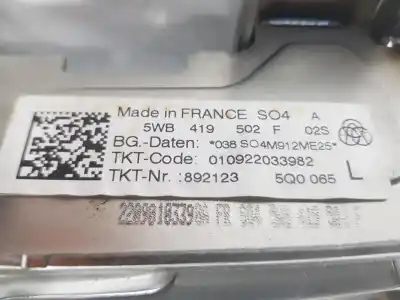 Made in FRANCE SO4 A
5WB 419 502 F 02S
BG.-Daten: *038 SO4M912ME25*
TKT-Code: 010922033982
TKT-Nr.: 892123 5Q0 065 L